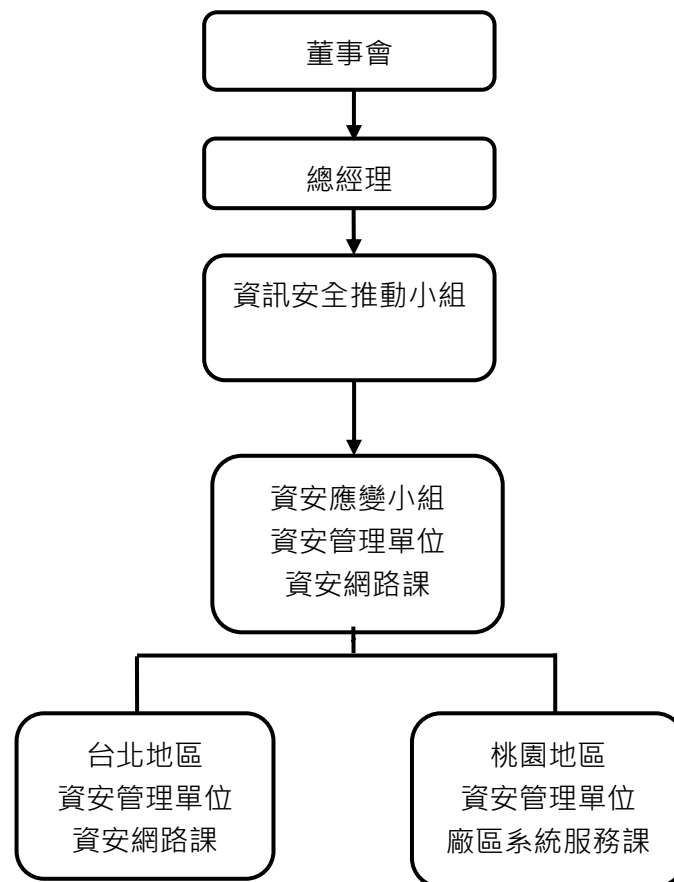 董事會
總經理
資訊安全推動小組
資安應變小組
資安管理單位
資安網路課
台北地區
資安管理單位
資安網路課
桃園地區
資安管理單位
廠區系統服務課